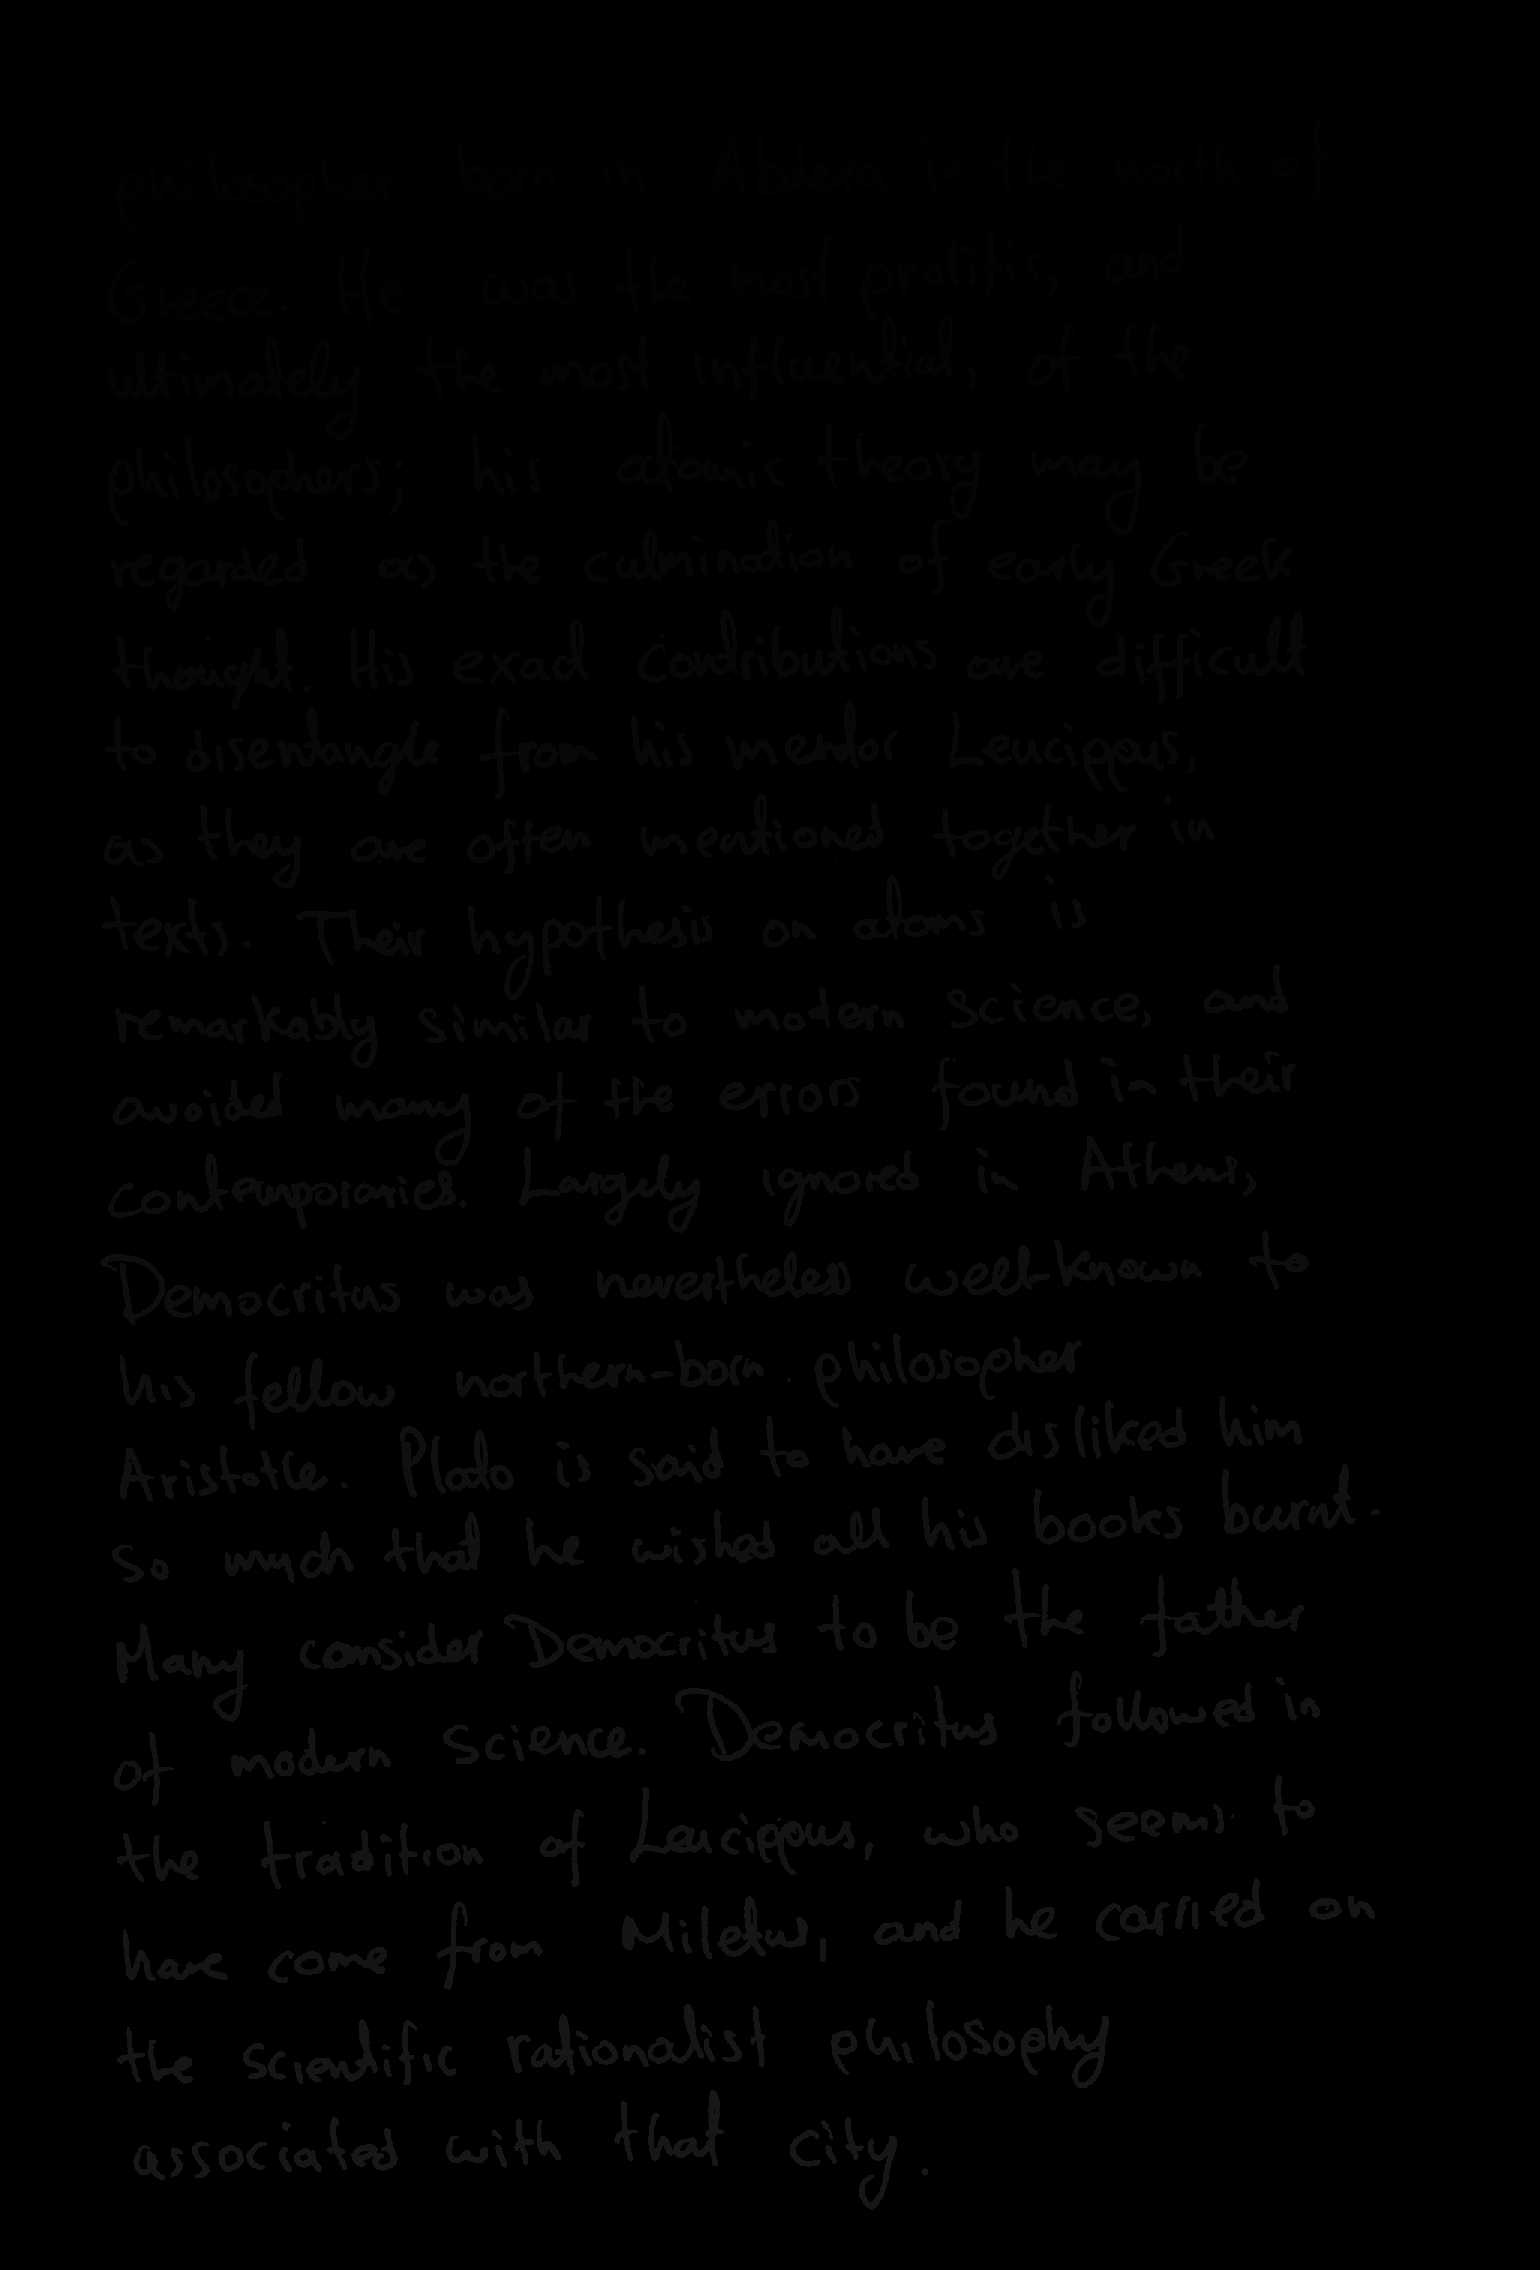 Democritus was an Ancient Greek
philosopher born in Abdera in the north of
Greece. He was the most prolific, and
ultimately the most influential, of the
philosophers; his atomic theory may be
regarded as the culmination of early Greek
thought. His exact contributions are difficult
to disentangle from his mentor Leucippus,
as they are often mentioned together in
texts. Their hypothesis on atoms is
remarkably similar to modern science, and
avoided many of the errors found in their
contemporaries. Largely ignored in Athens,
Democritus was nevertheless well-known to
his fellow northern-born philosopher
Aristotle. Plato is said to have disliked him
so much that he wished all his books burnt.
Many consider Democritus to be the father
of modern science. Democritus followed in
the tradition of Leucippus, who seems to
have come from Miletus, and he carried on
the scientific rationalist philosophy
associated with that city.